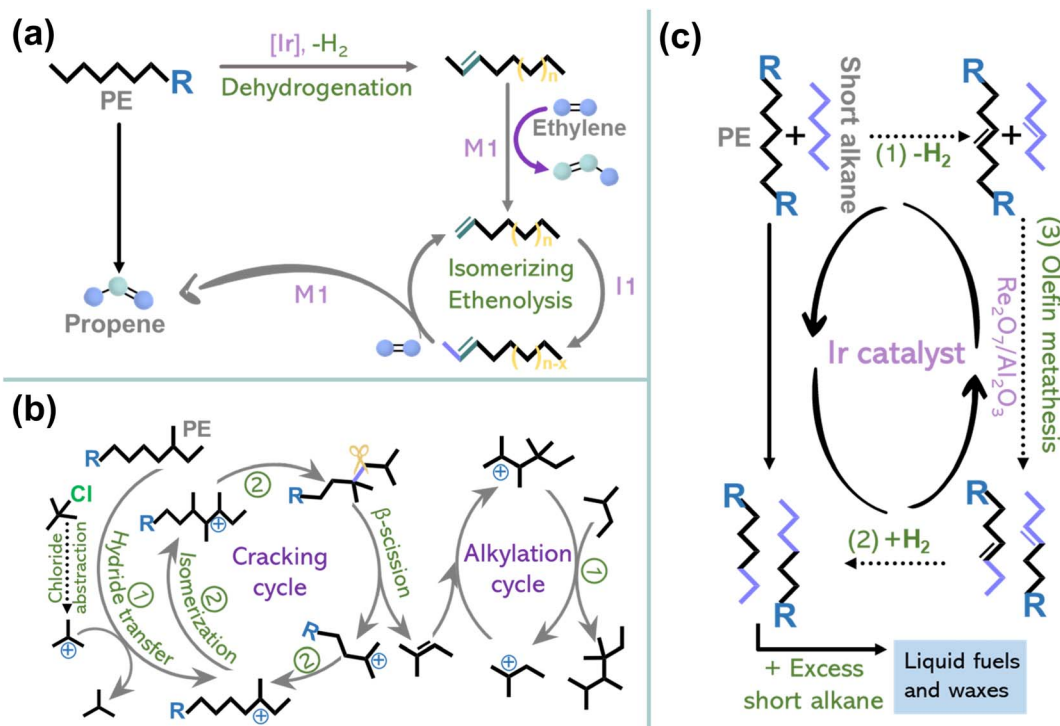 (a)
[Ir], -H₂
Dehydrogenation
R
PE
( )n
Ethylene
M1
( )n
Isomerizing
Ethenolysis
I1
M1
Propene
( )n-x
(b)
PE
R
Cl
Chloride
abstraction
⊕
Hydride transfer
①
Isomerization
②
R
⊕
②
R
Cracking
cycle
β-scission
R
⊕
②
R
⊕
⊕
Alkylation
cycle
①
⊕
(c)
R
PE
+
Short alkane
R
(1) -H₂
R
+
R
(3) Olefin metathesis
Re₂O₇/Al₂O₃
Ir catalyst
(2) +H₂
R
R
R
R
+ Excess
short alkane
Liquid fuels
and waxes